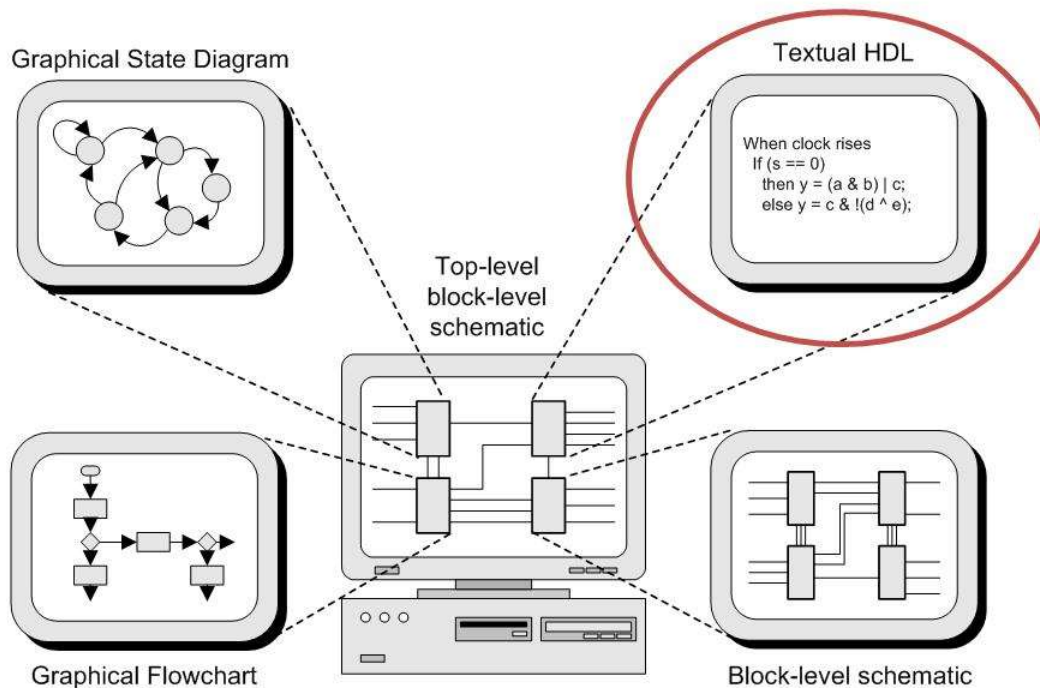 Graphical State Diagram
Textual HDL
When clock rises
If (s == 0)
then y = (a & b) | c;
else y = c & !(d ^ e);
Top-level
block-level
schematic
Graphical Flowchart
Block-level schematic